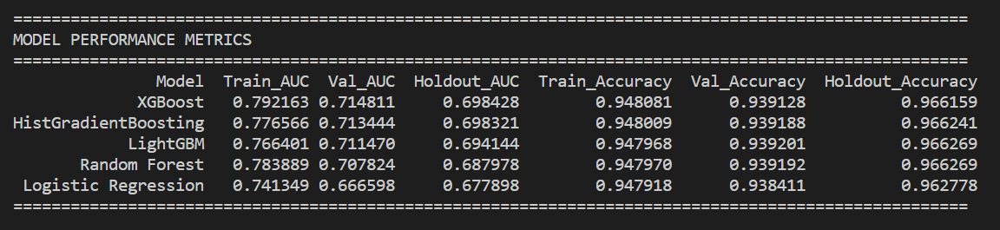 ====================================================================================================
MODEL PERFORMANCE METRICS
====================================================================================================
Model Train_AUC Val_AUC Holdout_AUC Train_Accuracy Val_Accuracy Holdout_Accuracy
XGBoost 0.792163 0.714811 0.698428 0.948081 0.939128 0.966159
HistGradientBoosting 0.776566 0.713444 0.698321 0.948009 0.939188 0.966241
LightGBM 0.766401 0.711470 0.694144 0.947968 0.939201 0.966269
Random Forest 0.783889 0.707824 0.687978 0.947970 0.939192 0.966269
Logistic Regression 0.741349 0.666598 0.677898 0.947918 0.938411 0.962778
====================================================================================================